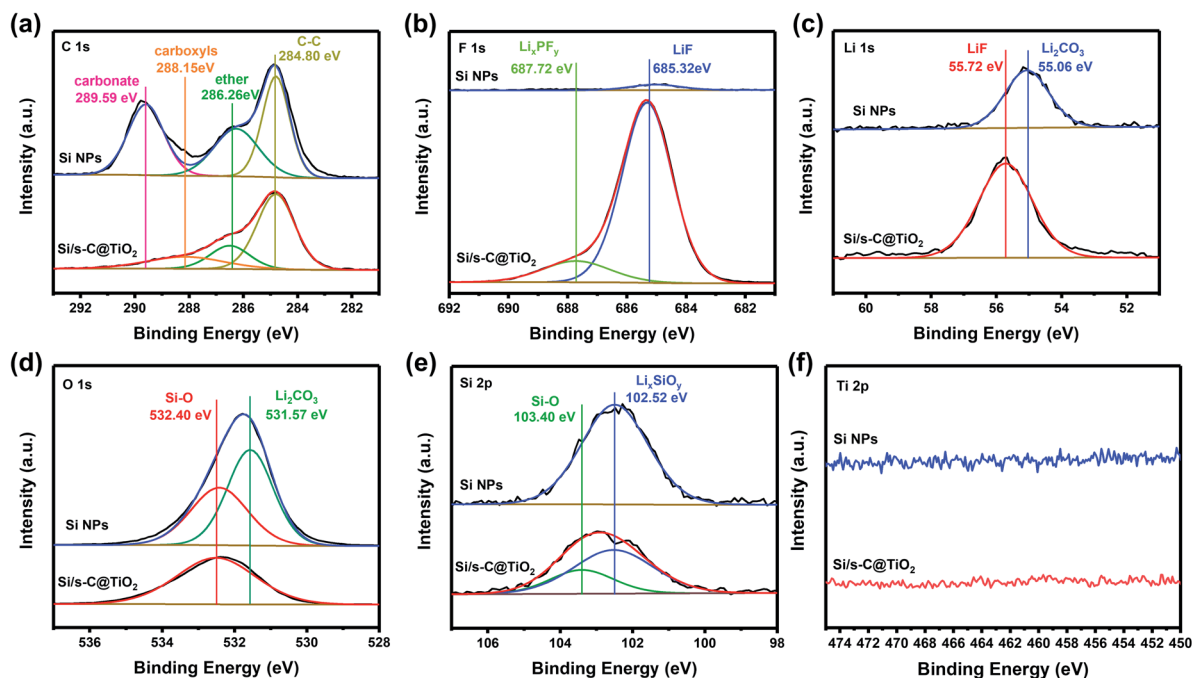 (a)
C 1s
C-C
284.80 eV
carboxyls
288.15eV
carbonate
289.59 eV
ether
286.26eV
Si NPs
Si/s-C@TiO₂
Intensity (a.u.)
292 290 288 286 284 282
Binding Energy (eV)
(b)
F 1s
LiₓPFᵧ
687.72 eV
LiF
685.32eV
Si NPs
Si/s-C@TiO₂
Intensity (a.u.)
692 690 688 686 684 682
Binding Energy (eV)
(c)
Li 1s
LiF
55.72 eV
Li₂CO₃
55.06 eV
Si NPs
Si/s-C@TiO₂
Intensity (a.u.)
60 58 56 54 52
Binding Energy (eV)
(d)
O 1s
Si-O
532.40 eV
Li₂CO₃
531.57 eV
Si NPs
Si/s-C@TiO₂
Intensity (a.u.)
536 534 532 530 528
Binding Energy (eV)
(e)
Si 2p
Si-O
103.40 eV
LiₓSiOᵧ
102.52 eV
Si NPs
Si/s-C@TiO₂
Intensity (a.u.)
106 104 102 100 98
Binding Energy (eV)
(f)
Ti 2p
Si NPs
Si/s-C@TiO₂
Intensity (a.u.)
474 472 470 468 466 464 462 460 458 456 454 452 450
Binding Energy (eV)